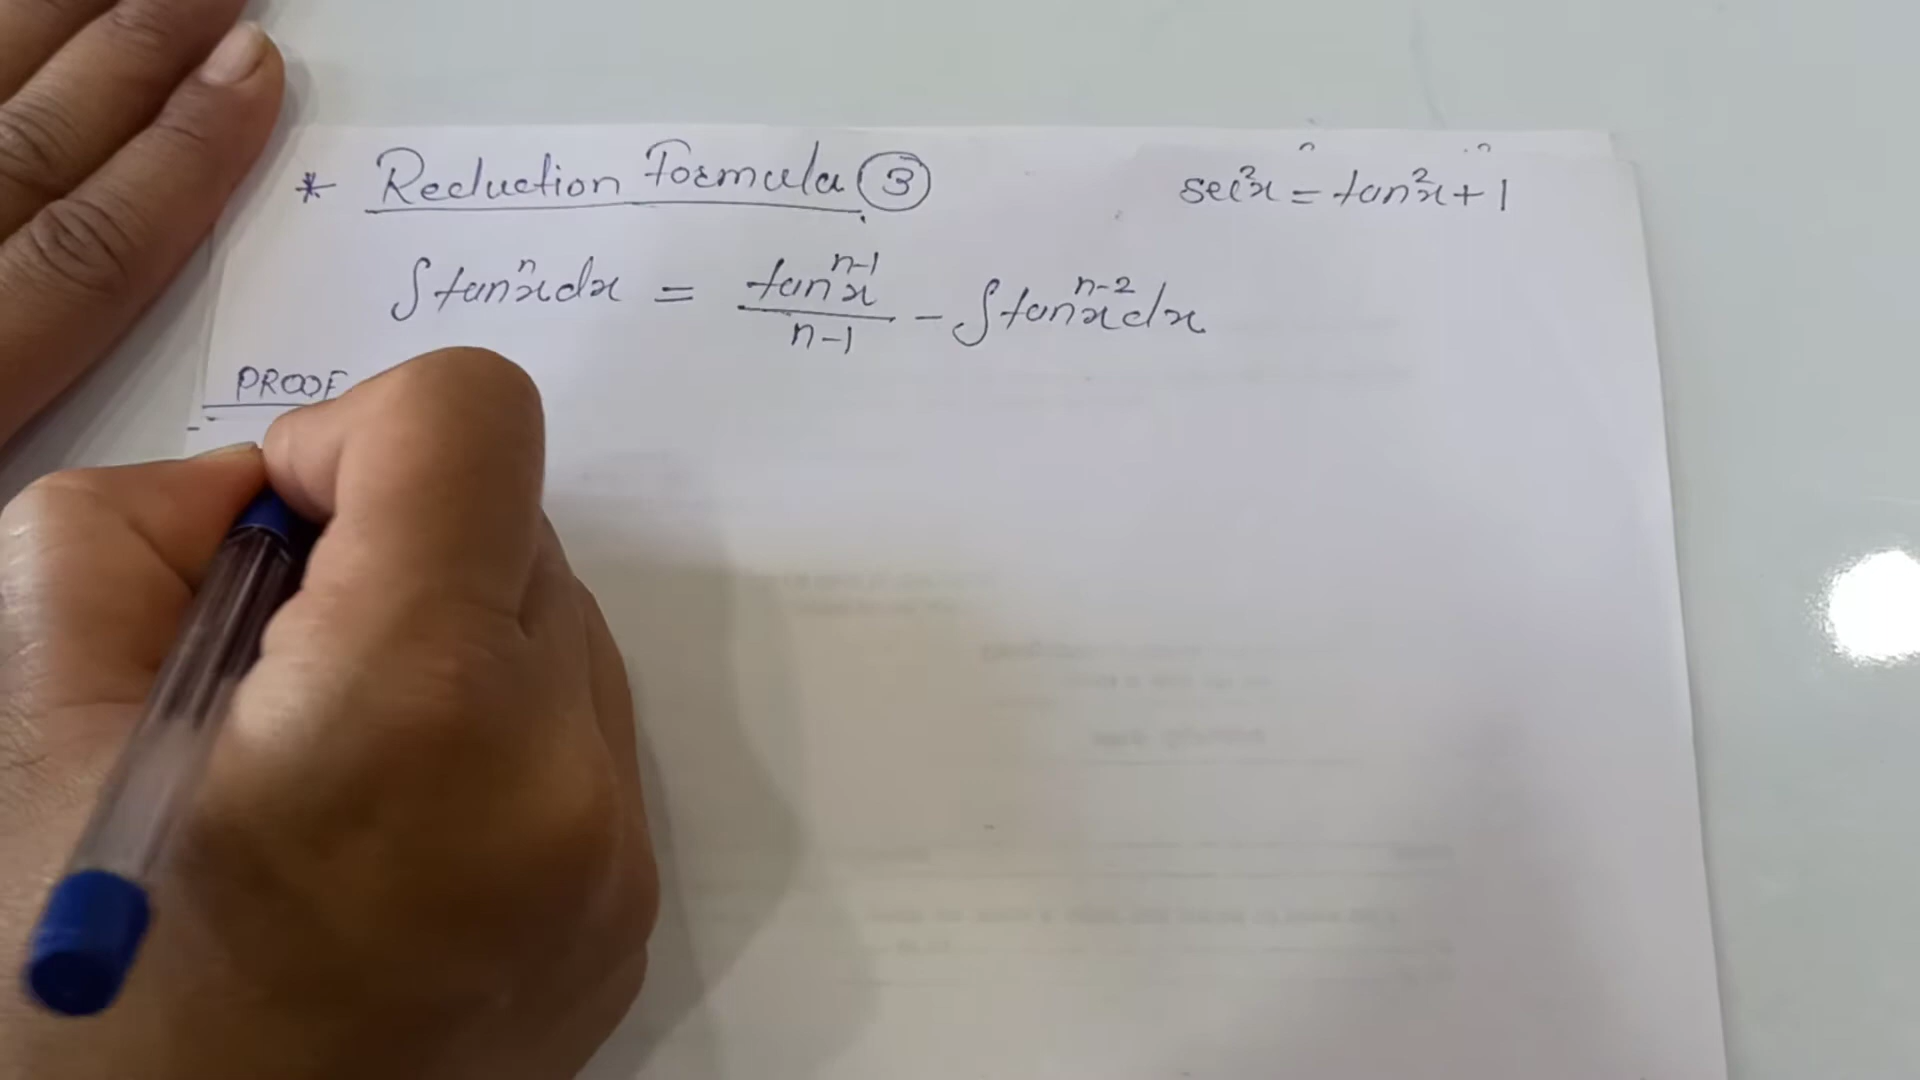 * Reduction Formula ③
sec²x = tan²x + 1
∫tanⁿx dx = tanⁿ⁻¹x / n-1 - ∫tanⁿ⁻²x dx
PROOF